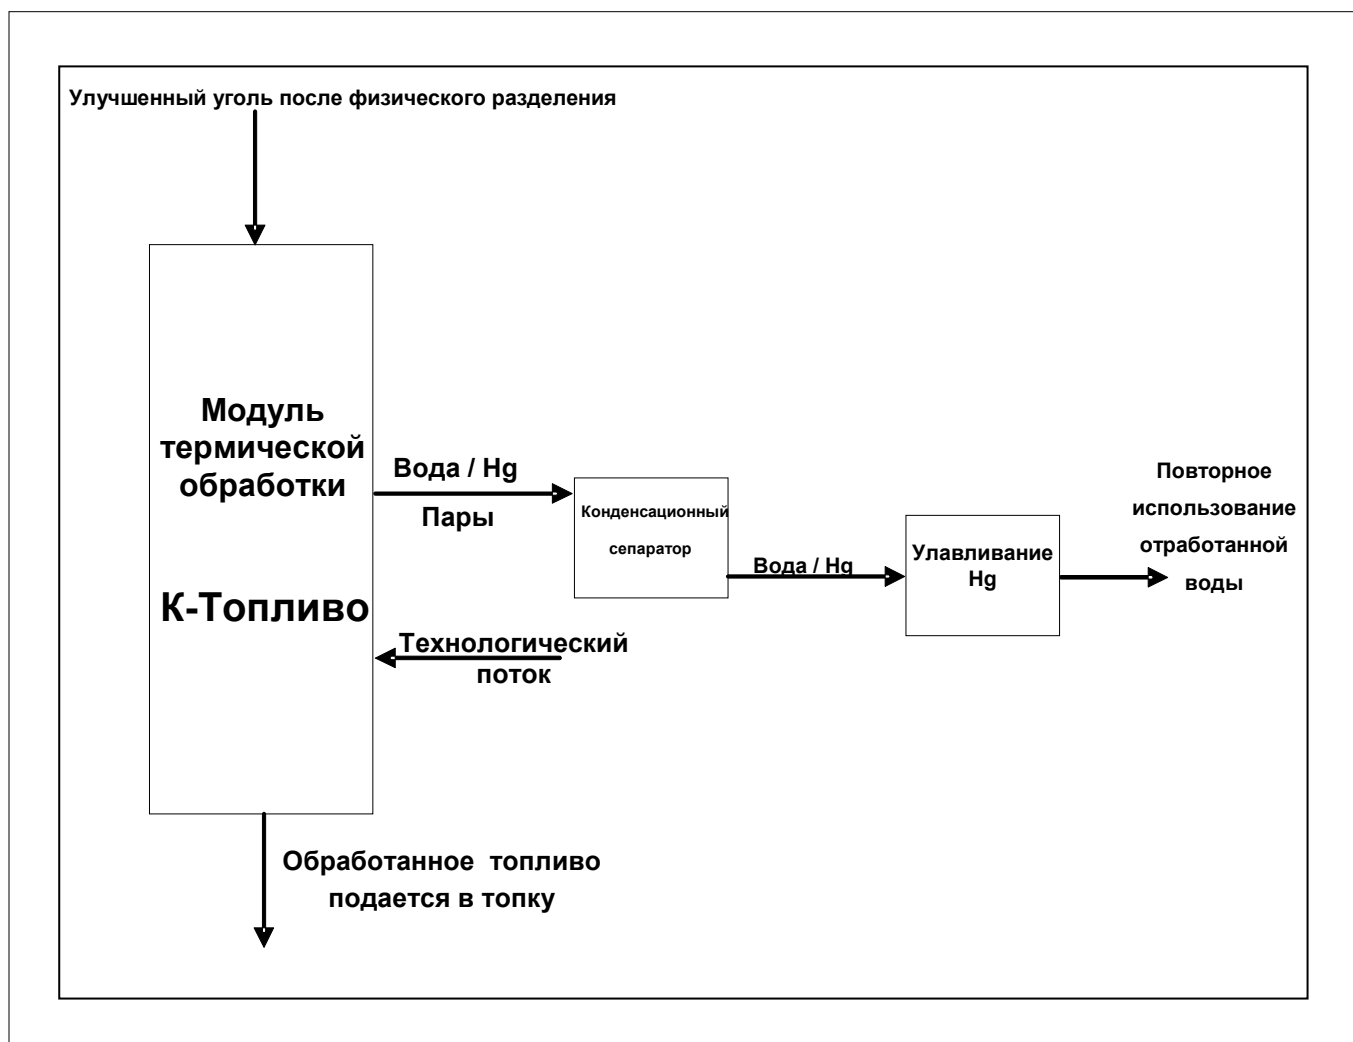 Улучшенный уголь после физического разделения
Модуль
термической
обработки
К-Топливо
Вода / Hg
Пары
Конденсационный
сепаратор
Вода / Hg
Улавливание
Hg
Повторное
использование
отработанной
воды
Технологический
поток
Обработанное топливо
подается в топку